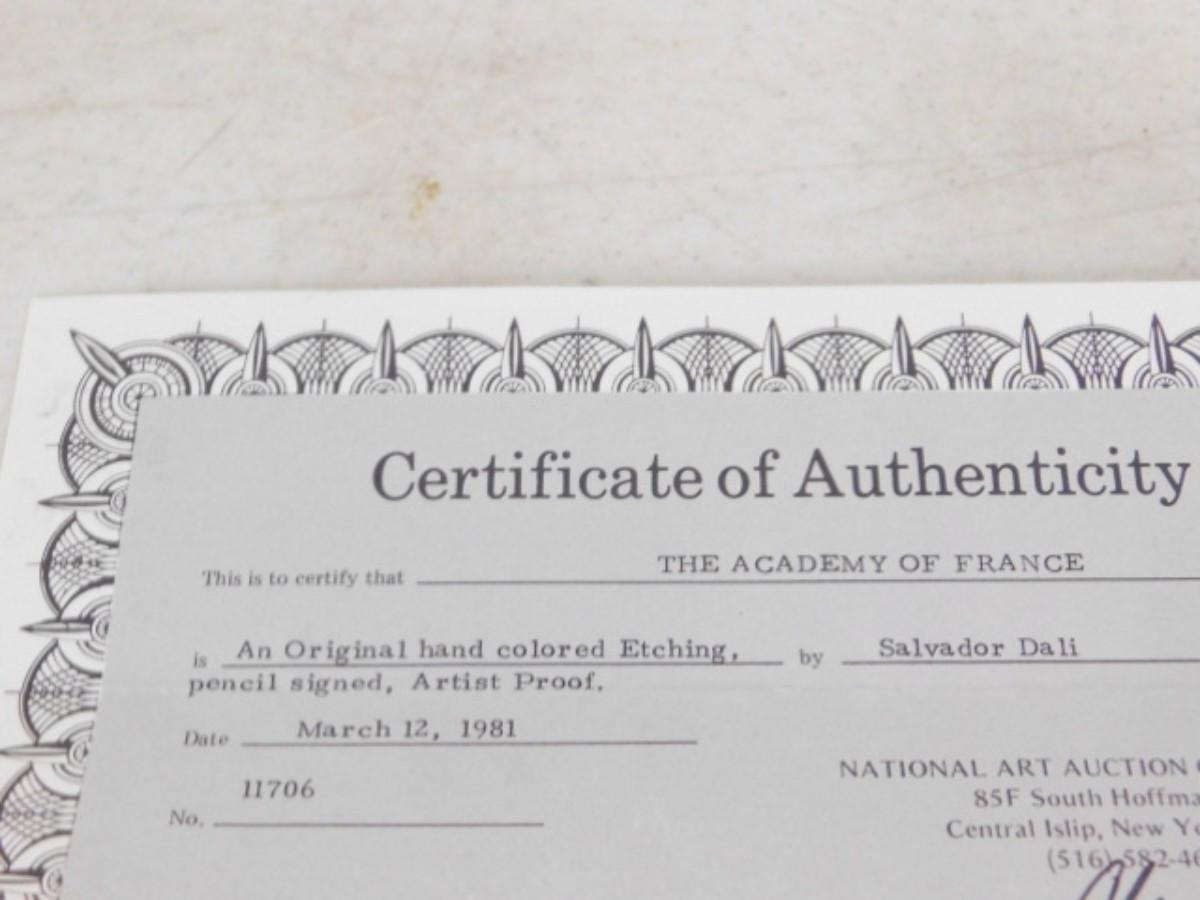 Certificate of Authenticity
This is to certify that THE ACADEMY OF FRANCE
is An Original hand colored Etching, by Salvador Dali
pencil signed, Artist Proof.
Date March 12, 1981
11706
No.
NATIONAL ART AUCTION
85F South
Central Islip, New
(516) 582-